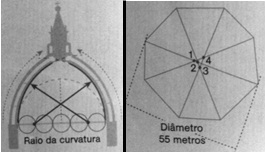 Raio da curvatura
1 4
2 3
Diâmetro
55 metros